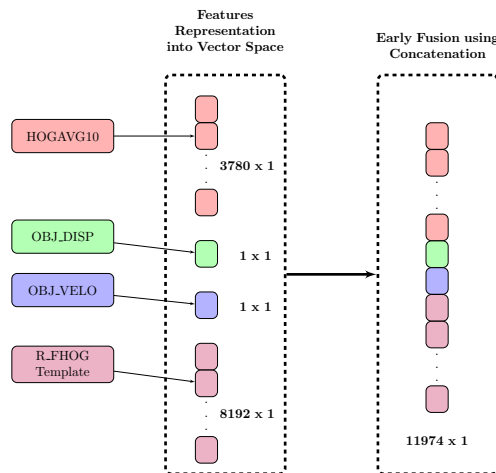 Features
Representation
into Vector Space
Early Fusion using
Concatenation
HOGAVG10
3780 x 1
OBJ_DISP
1 x 1
OBJ_VELO
1 x 1
R_FHOG
Template
8192 x 1
11974 x 1